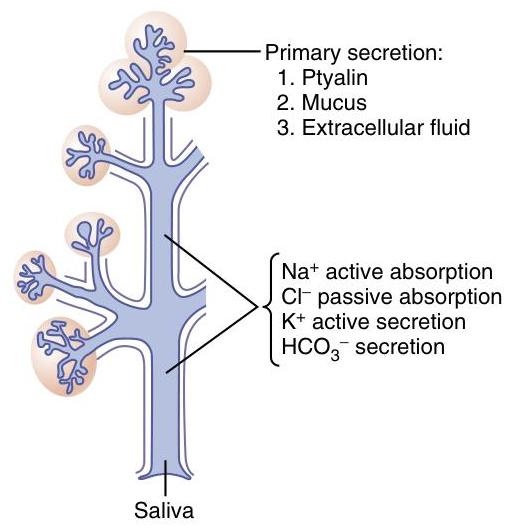 Primary secretion:
1. Ptyalin
2. Mucus
3. Extracellular fluid
Na⁺ active absorption
Cl⁻ passive absorption
K⁺ active secretion
HCO₃⁻ secretion
Saliva